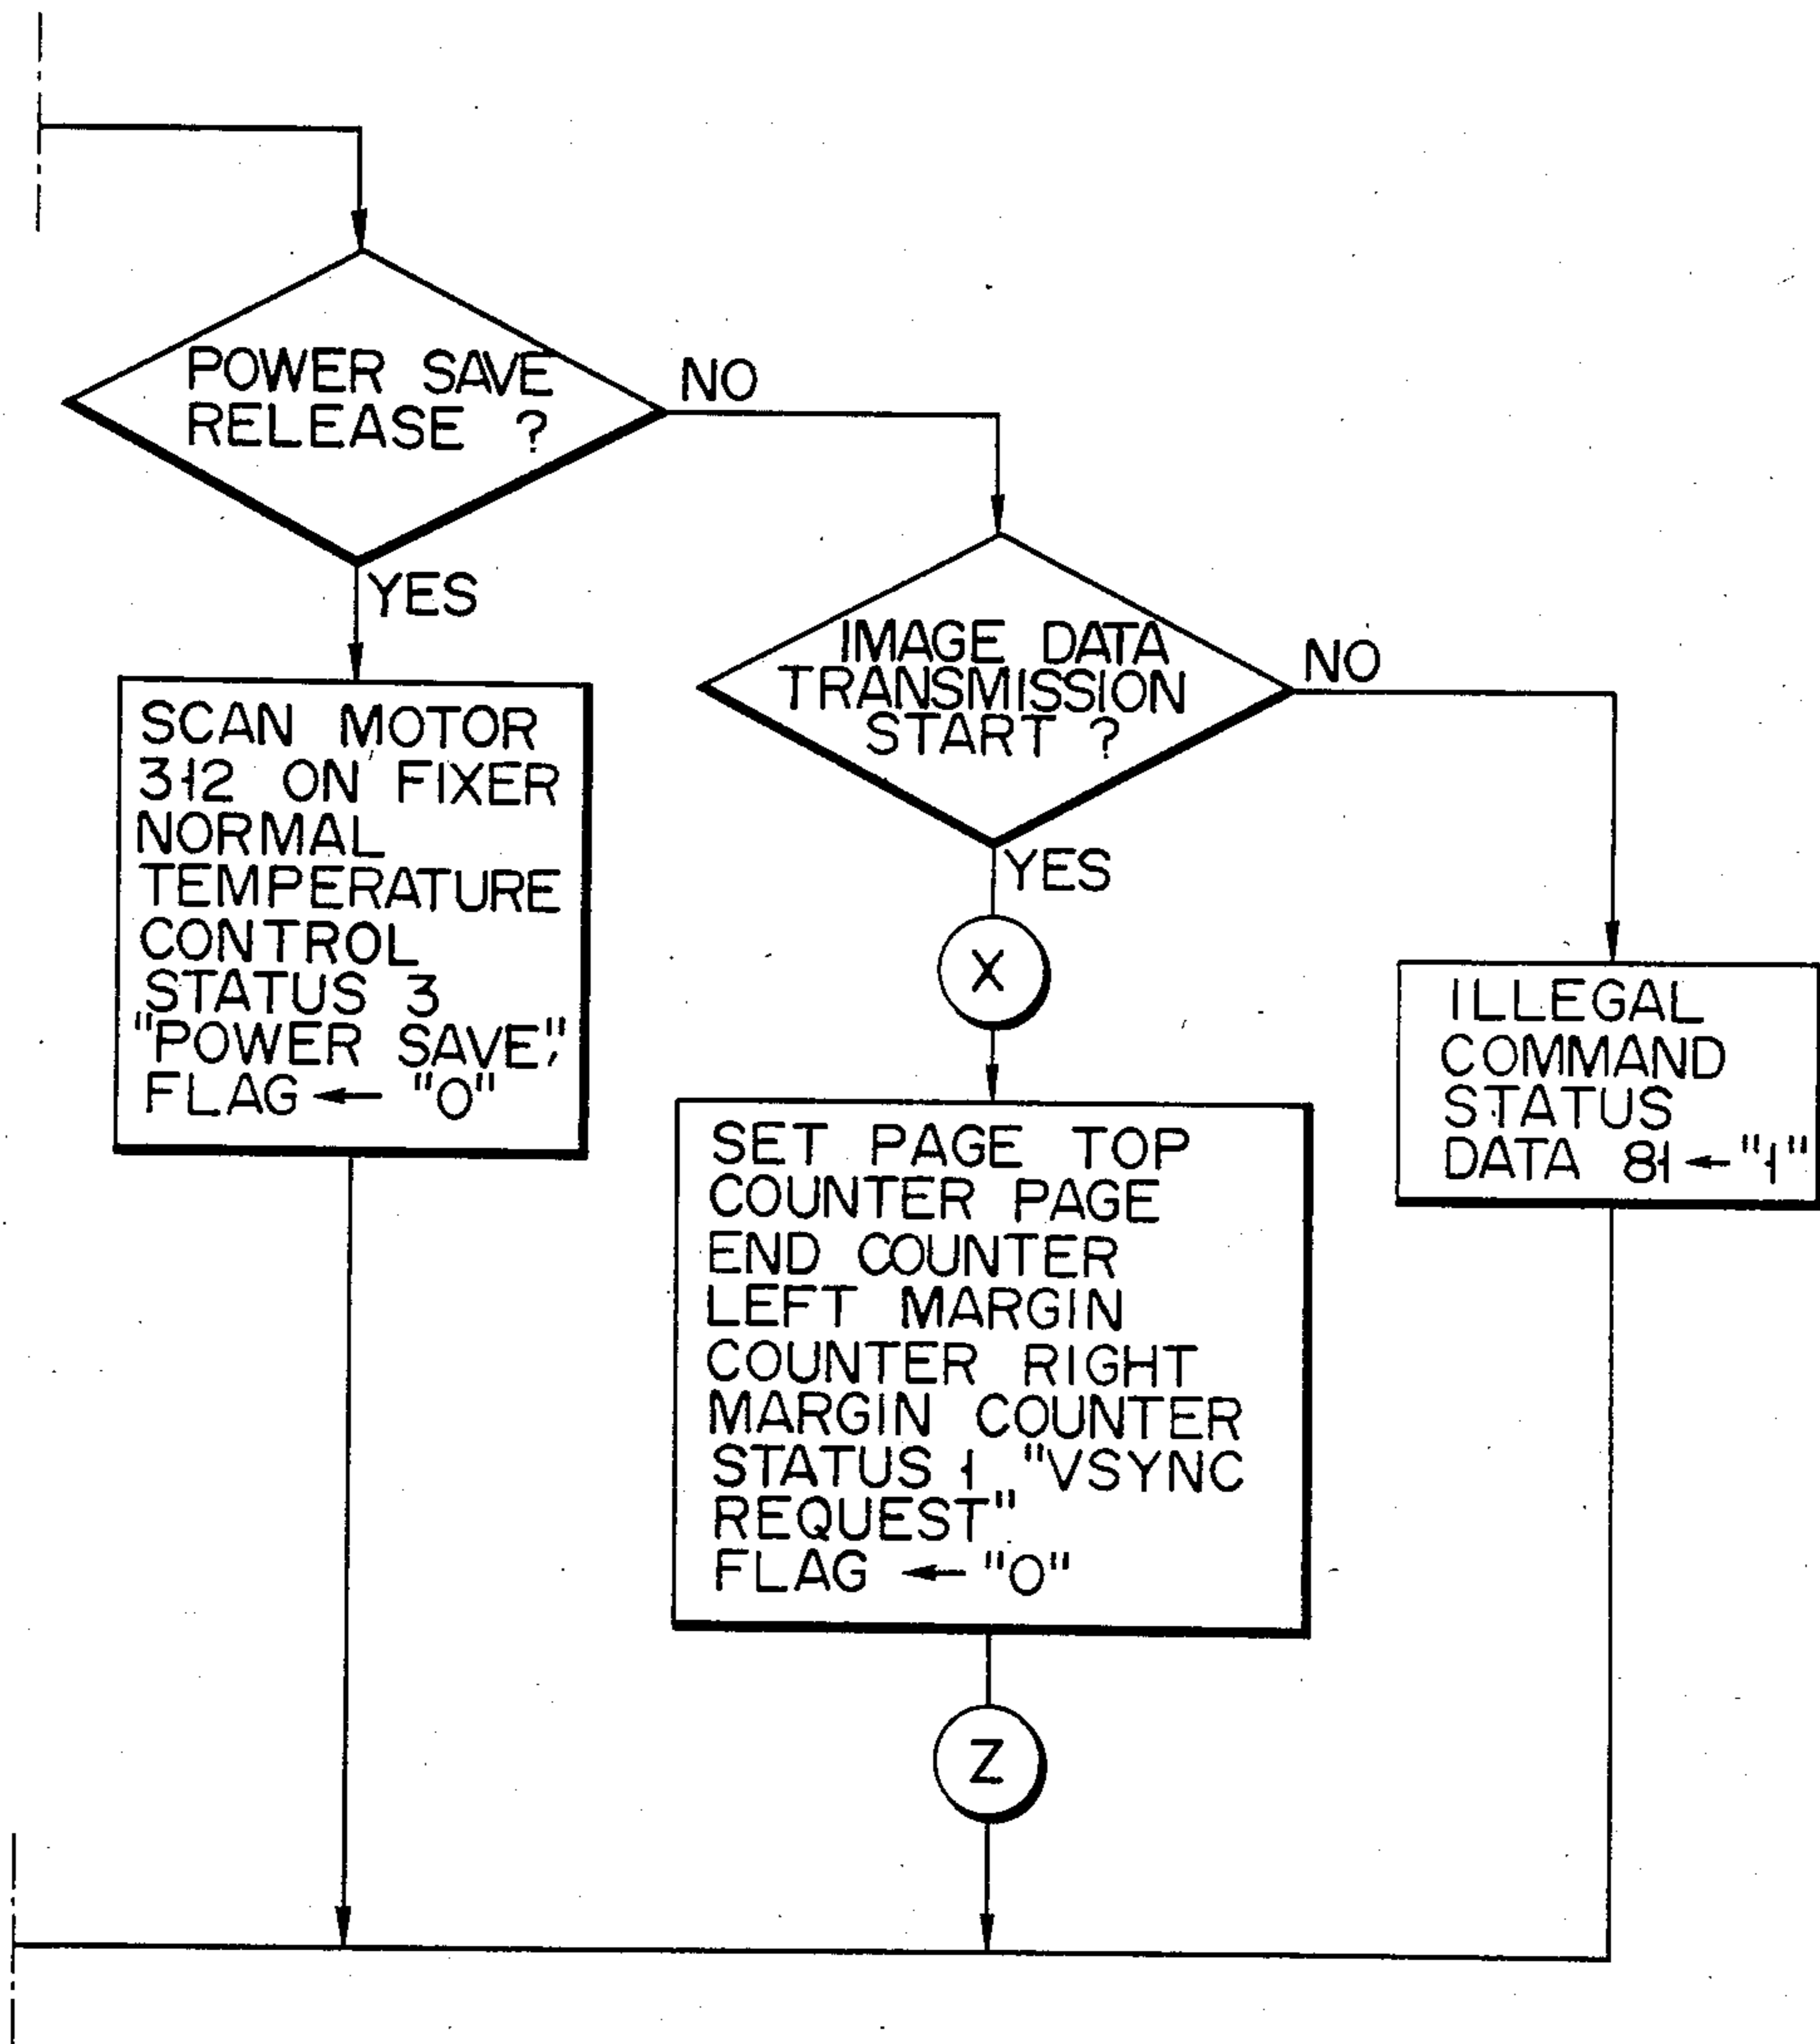 POWER SAVE
RELEASE ?
NO
YES
SCAN MOTOR
312 ON FIXER
NORMAL
TEMPERATURE
CONTROL
STATUS 3
"POWER SAVE,"
FLAG ← "0"
IMAGE DATA
TRANSMISSION
START ?
NO
YES
X
SET PAGE TOP
COUNTER PAGE
END COUNTER
LEFT MARGIN
COUNTER RIGHT
MARGIN COUNTER
STATUS 1 "VSYNC
REQUEST"
FLAG ← "0"
Z
ILLEGAL
COMMAND
STATUS
DATA 81 ← "1"